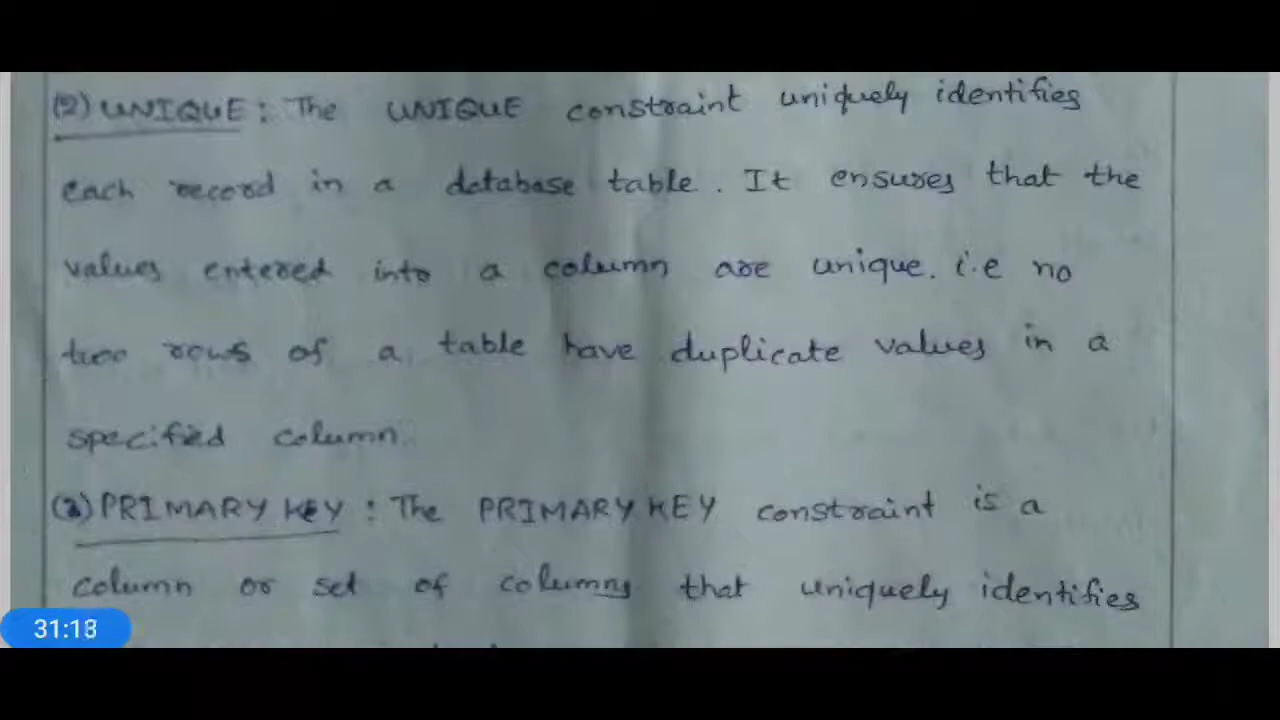 (2) UNIQUE : The UNIQUE constraint uniquely identifies
each record in a database table. It ensures that the
values entered into a column are unique. i.e no
two rows of a table have duplicate values in a
specified column.
(3) PRIMARY KEY : The PRIMARY KEY constraint is a
column or set of columns that uniquely identifies
31:18